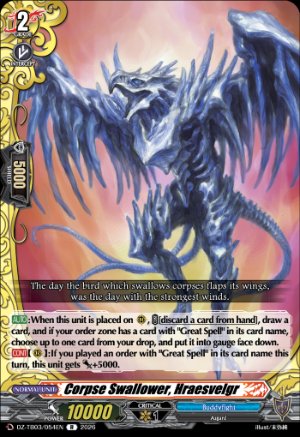 2
GRADE
INTERCEPT
5000
SHIELD
The day the bird which swallows corpses flaps its wings,
was the day with the strongest winds.
AUTO:When this unit is placed on , [discard a card from hand], draw a
card, and if your order zone has a card with "Great Spell" in its card name,
choose up to one card from your drop, and put it into gauge face down.
CONT :If you played an order with "Great Spell" in its card name this
turn, this unit gets +5000.
NORMAL UNIT
Corpse Swallower, Hraesvelgr
DZ-TB03/054EN R 2026
POWER 10000
CRITICAL
1
Buddyfight
Illust/